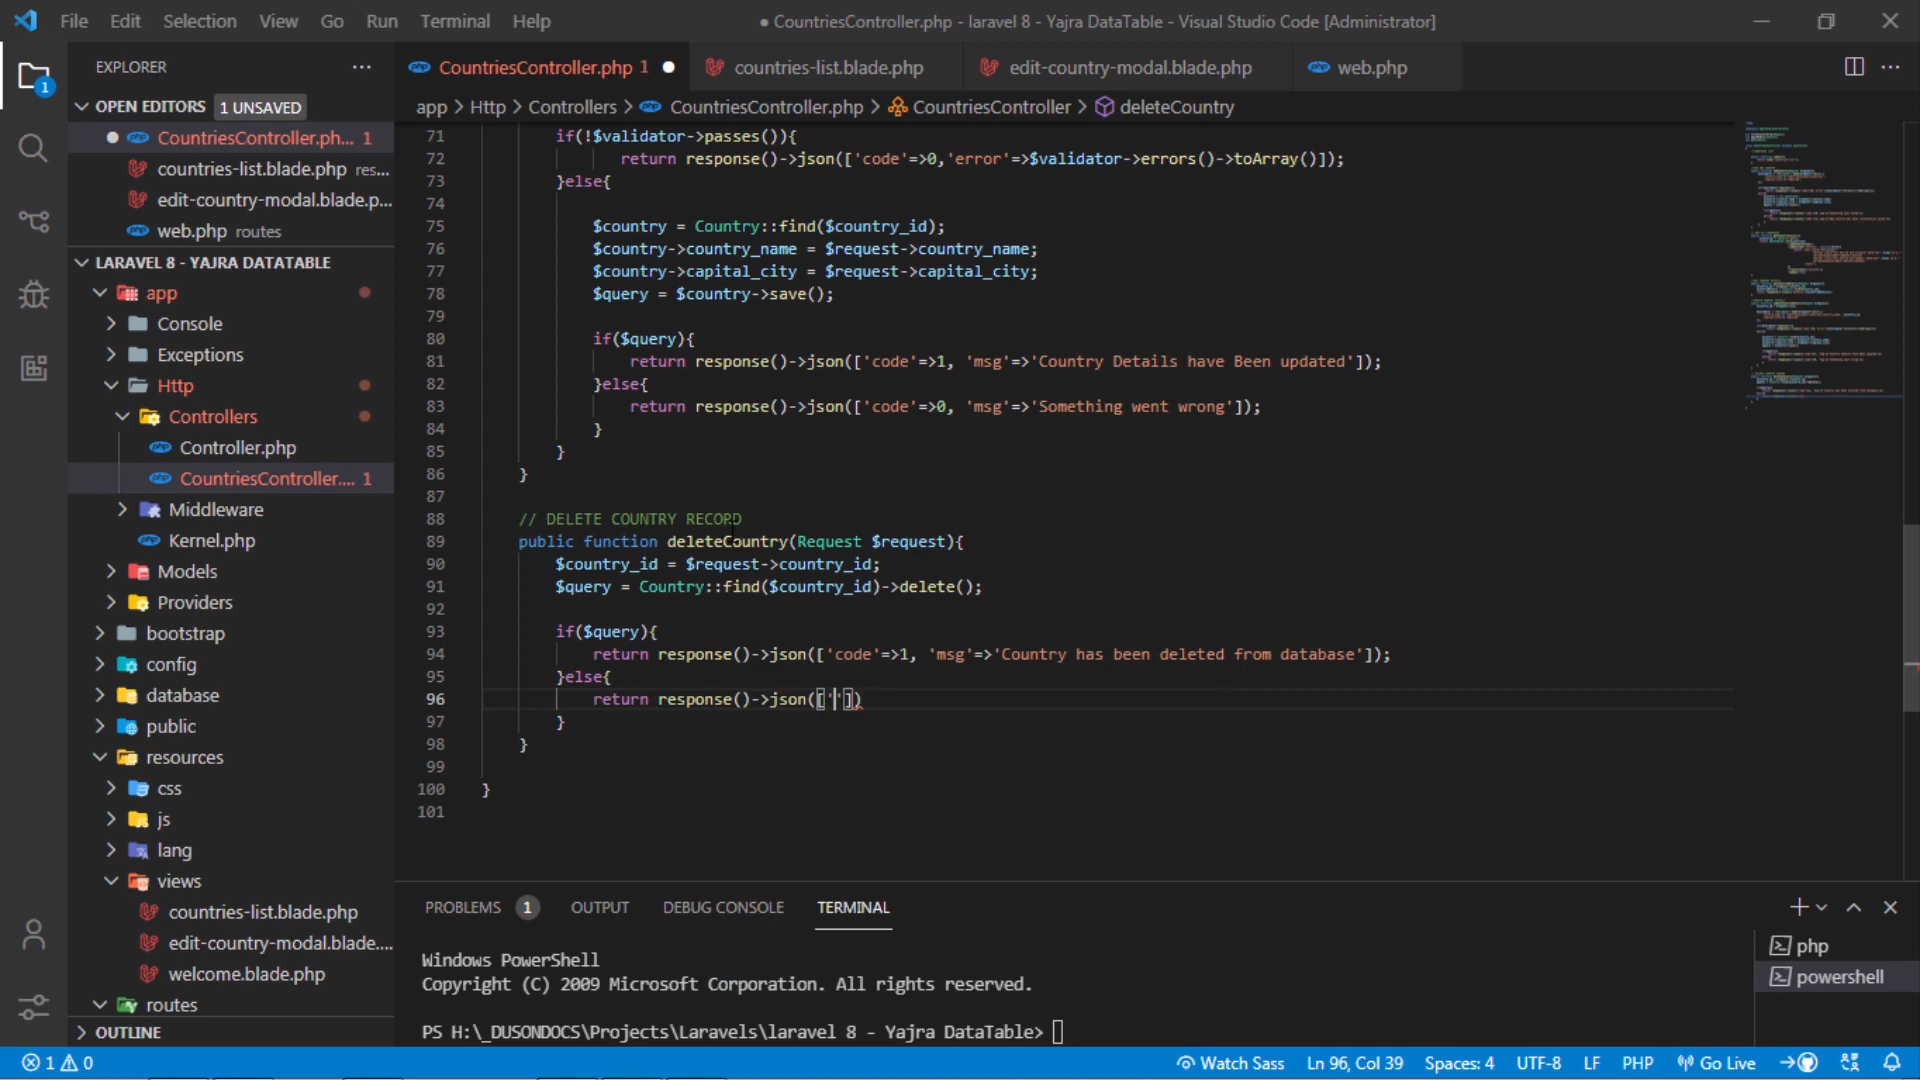 File Edit Selection View Go Run Terminal Help
● CountriesController.php - laravel 8 - Yajra DataTable - Visual Studio Code [Administrator]
EXPLORER
OPEN EDITORS 1 UNSAVED
CountriesController.ph... 1
countries-list.blade.php res...
edit-country-modal.blade.p...
web.php routes
LARAVEL 8 - YAJRA DATATABLE
app
Console
Exceptions
Http
Controllers
Controller.php
CountriesController.... 1
Middleware
Kernel.php
Models
Providers
bootstrap
config
database
public
resources
css
js
lang
views
countries-list.blade.php
edit-country-modal.blade....
welcome.blade.php
routes
OUTLINE
CountriesController.php 1 countries-list.blade.php edit-country-modal.blade.php web.php
app > Http > Controllers > CountriesController.php > CountriesController > deleteCountry
71 if(!$validator->passes()){
72 return response()->json(['code'=>0,'error'=>$validator->errors()->toArray()]);
73 }else{
74
75 $country = Country::find($country_id);
76 $country->country_name = $request->country_name;
77 $country->capital_city = $request->capital_city;
78 $query = $country->save();
79
80 if($query){
81 return response()->json(['code'=>1, 'msg'=>'Country Details have Been updated']);
82 }else{
83 return response()->json(['code'=>0, 'msg'=>'Something went wrong']);
84 }
85 }
86 }
87
88 // DELETE COUNTRY RECORD
89 public function deleteCountry(Request $request){
90 $country_id = $request->country_id;
91 $query = Country::find($country_id)->delete();
92
93 if($query){
94 return response()->json(['code'=>1, 'msg'=>'Country has been deleted from database']);
95 }else{
96 return response()->json([''])
97 }
98 }
99
100 }
101
PROBLEMS 1 OUTPUT DEBUG CONSOLE TERMINAL
Windows PowerShell
Copyright (C) 2009 Microsoft Corporation. All rights reserved.
PS H:\_DUSONDOCS\Projects\Laravels\laravel 8 - Yajra DataTable>
php
powershell
1 0
Watch Sass Ln 96, Col 39 Spaces: 4 UTF-8 LF PHP Go Live